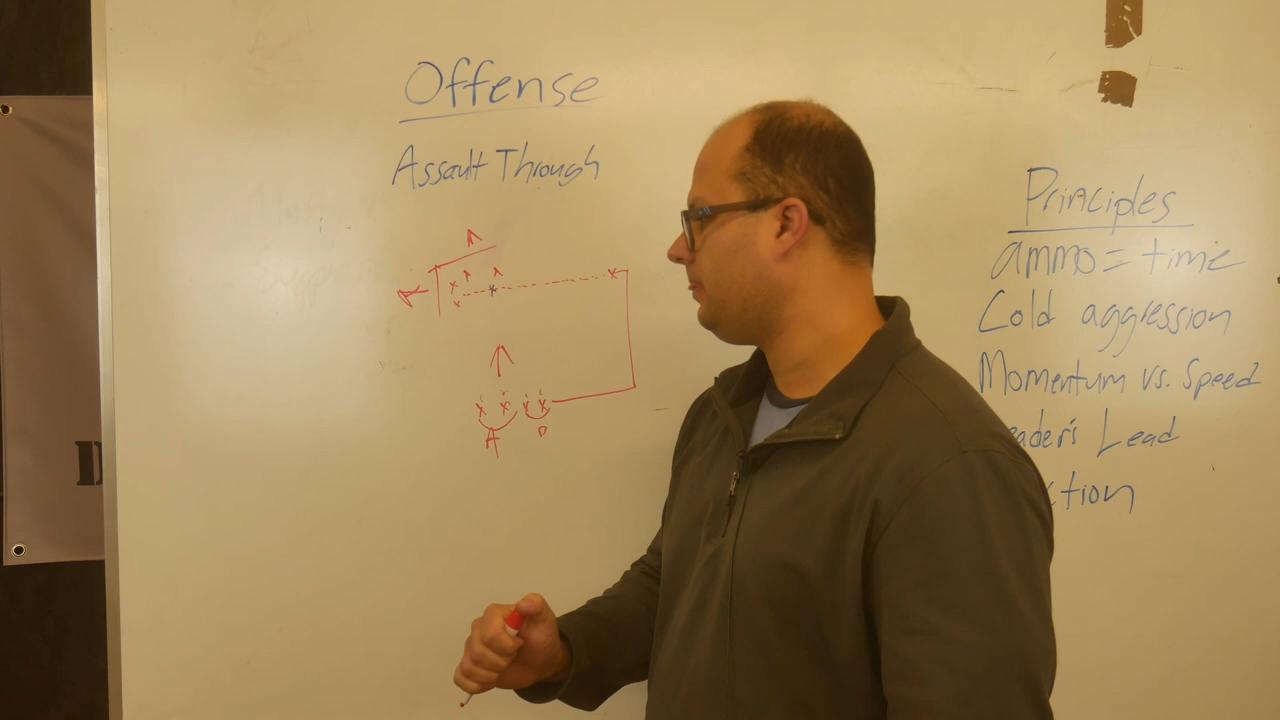 Offense
Assault Through
A
A B
Principles
ammo = time
Cold aggression
Momentum vs. Speed
eader's Lead
ction
D